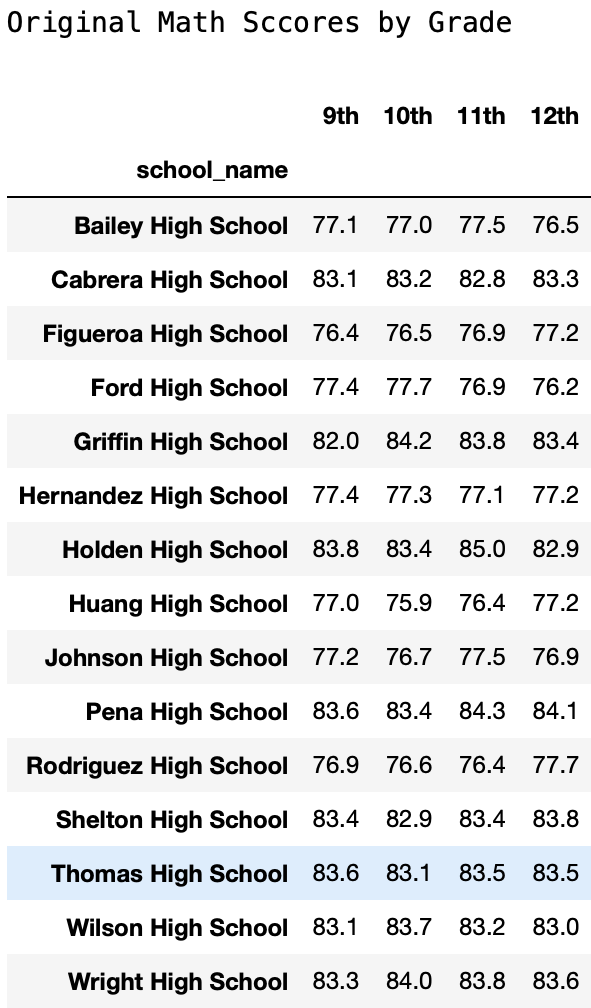 Original Math Sccores by Grade
9th 10th 11th 12th
school_name
Bailey High School 77.1 77.0 77.5 76.5
Cabrera High School 83.1 83.2 82.8 83.3
Figueroa High School 76.4 76.5 76.9 77.2
Ford High School 77.4 77.7 76.9 76.2
Griffin High School 82.0 84.2 83.8 83.4
Hernandez High School 77.4 77.3 77.1 77.2
Holden High School 83.8 83.4 85.0 82.9
Huang High School 77.0 75.9 76.4 77.2
Johnson High School 77.2 76.7 77.5 76.9
Pena High School 83.6 83.4 84.3 84.1
Rodriguez High School 76.9 76.6 76.4 77.7
Shelton High School 83.4 82.9 83.4 83.8
Thomas High School 83.6 83.1 83.5 83.5
Wilson High School 83.1 83.7 83.2 83.0
Wright High School 83.3 84.0 83.8 83.6